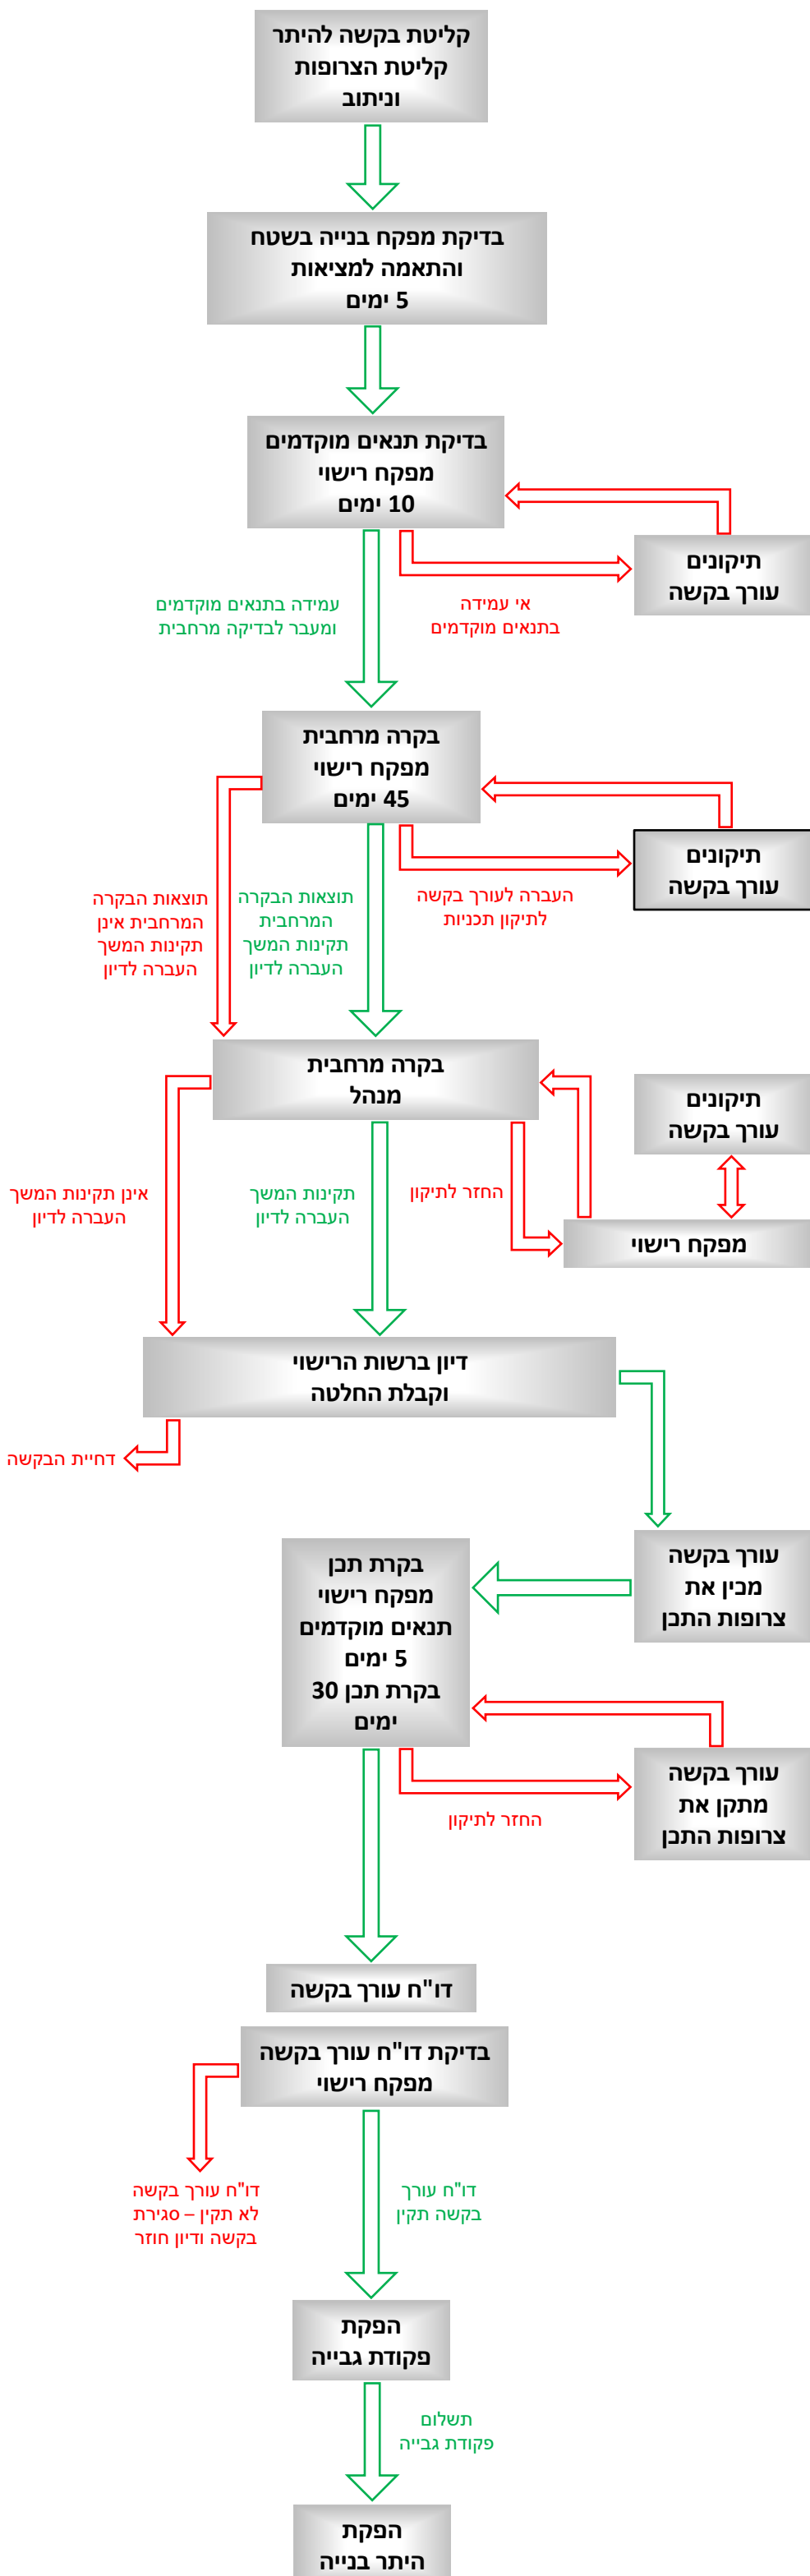 קליטת בקשה להיתר
קליטת הצרופות
וניתוב
בדיקת מפקח בנייה בשטח
והתאמה למציאות
5 ימים
בדיקת תנאים מוקדמים
מפקח רישוי
10 ימים
תיקונים
עורך בקשה
אי עמידה
בתנאים מוקדמים
עמידה בתנאים מוקדמים
ומעבר לבדיקה מרחבית
בקרה מרחבית
מפקח רישוי
45 ימים
תיקונים
עורך בקשה
העברה לעורך בקשה
לתיקון תכניות
תוצאות הבקרה
המרחבית
תקינות המשך
העברה לדיון
תוצאות הבקרה
המרחבית אינן
תקינות המשך
העברה לדיון
בקרה מרחבית
מנהל
תיקונים
עורך בקשה
מפקח רישוי
החזר לתיקון
תקינות המשך
העברה לדיון
אינן תקינות המשך
העברה לדיון
דיון ברשות הרישוי
וקבלת החלטה
דחיית הבקשה
עורך בקשה
מכין את
צרופות התכן
בקרת תכן
מפקח רישוי
תנאים מוקדמים
5 ימים
בקרת תכן 30
ימים
עורך בקשה
מתקן את
צרופות התכן
החזר לתיקון
דו"ח עורך בקשה
בדיקת דו"ח עורך בקשה
מפקח רישוי
דו"ח עורך
בקשה תקין
דו"ח עורך בקשה
לא תקין – סגירת
בקשה ודיון חוזר
הפקת
פקודת גבייה
תשלום
פקודת גבייה
הפקת
היתר בנייה